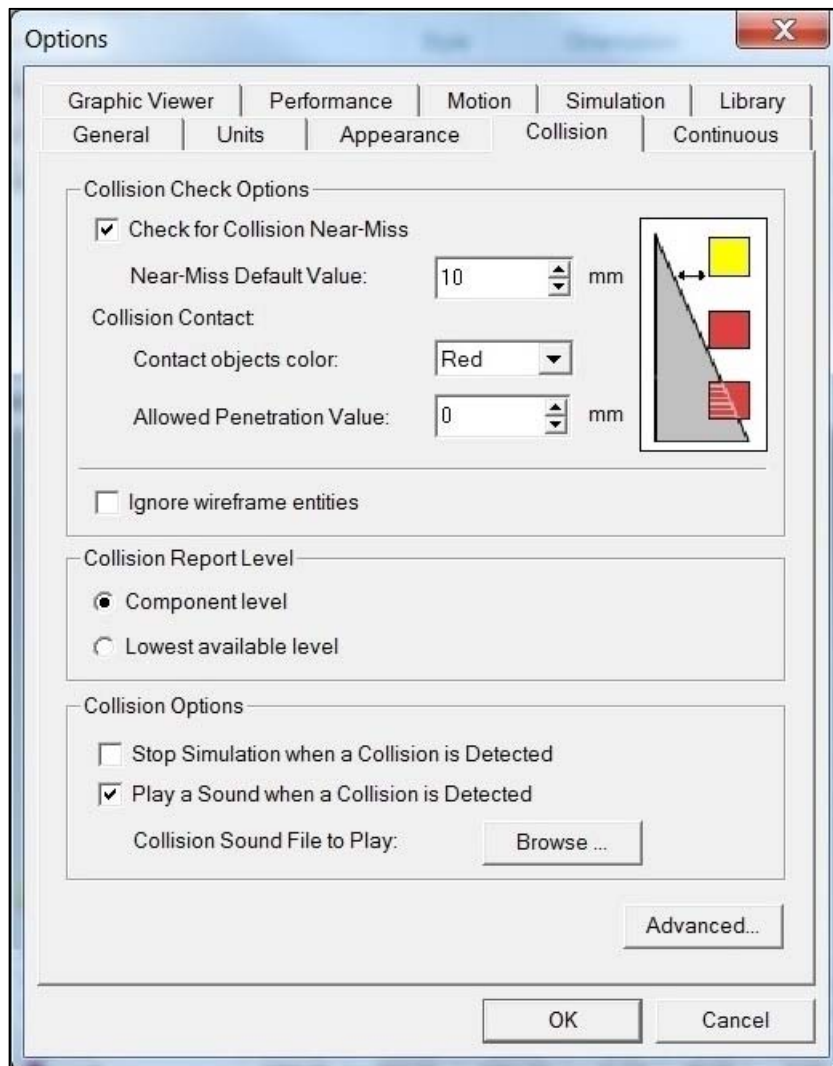 Options
Graphic Viewer Performance Motion Simulation Library
General Units Appearance Collision Continuous
Collision Check Options
Check for Collision Near-Miss
Near-Miss Default Value: 10 mm
Collision Contact:
Contact objects color: Red
Allowed Penetration Value: 0 mm
Ignore wireframe entities
Collision Report Level
Component level
Lowest available level
Collision Options
Stop Simulation when a Collision is Detected
Play a Sound when a Collision is Detected
Collision Sound File to Play: Browse ...
Advanced...
OK Cancel